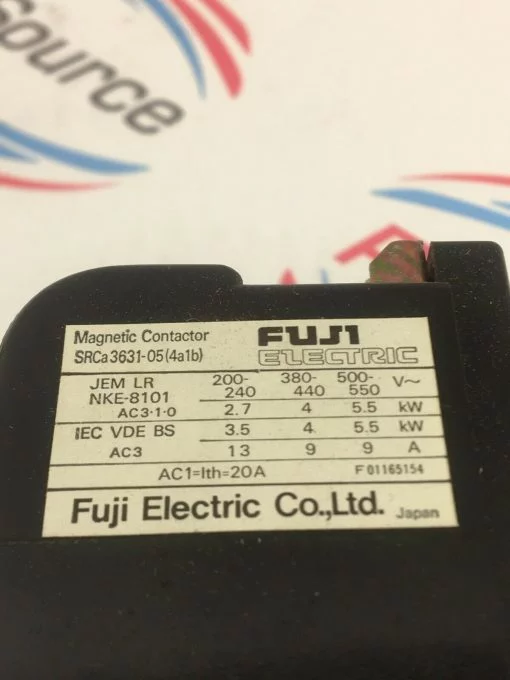 Source
Magnetic Contactor
SRCa 3631-05 (4a1b)
FUJI
ELECTRIC
JEM LR 200-240 380-440 500-550 V~
NKE-8101
AC3·1·0 2.7 4 5.5 kW
IEC VDE BS 3.5 4 5.5 kW
AC3 13 9 9 A
AC1=Ith=20A F01165154
Fuji Electric Co.,Ltd. Japan